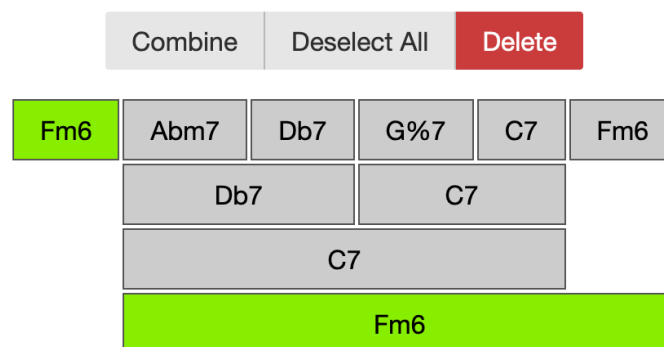 Combine Deselect All Delete
Fm6 Abm7 Db7 G%7 C7 Fm6
Db7 C7
C7
Fm6